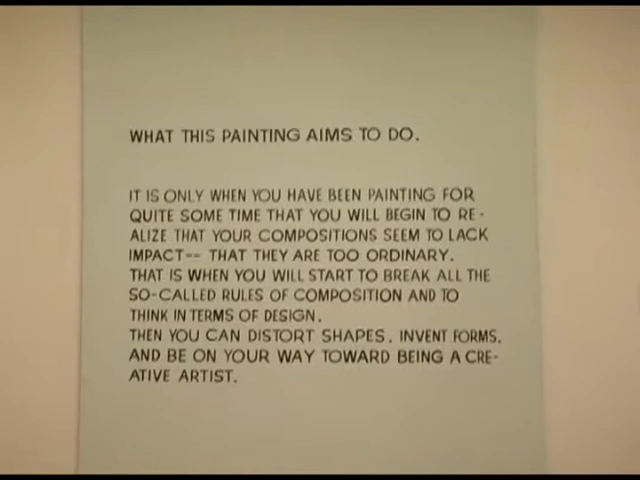 WHAT THIS PAINTING AIMS TO DO.
IT IS ONLY WHEN YOU HAVE BEEN PAINTING FOR
QUITE SOME TIME THAT YOU WILL BEGIN TO RE-
ALIZE THAT YOUR COMPOSITIONS SEEM TO LACK
IMPACT-- THAT THEY ARE TOO ORDINARY.
THAT IS WHEN YOU WILL START TO BREAK ALL THE
SO-CALLED RULES OF COMPOSITION AND TO
THINK IN TERMS OF DESIGN.
THEN YOU CAN DISTORT SHAPES, INVENT FORMS,
AND BE ON YOUR WAY TOWARD BEING A CRE-
ATIVE ARTIST.